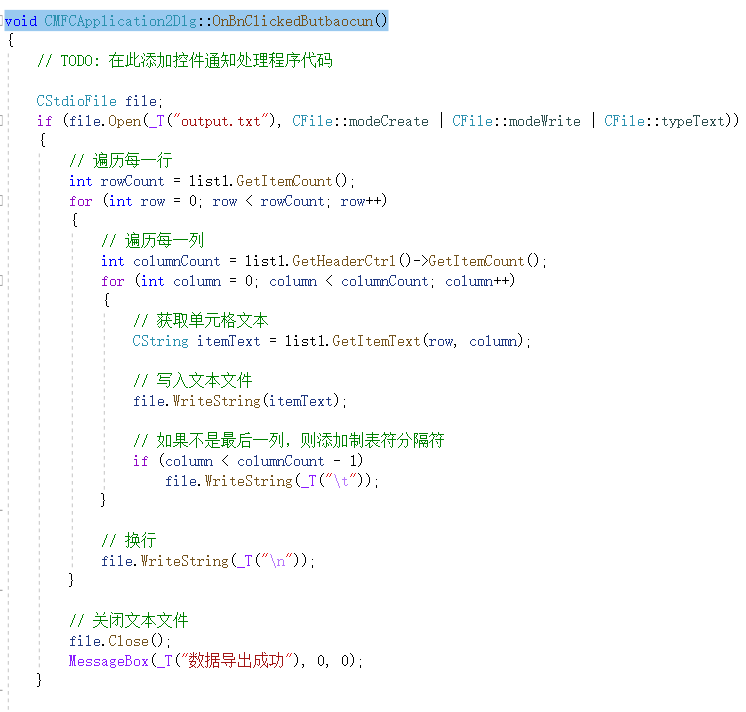 void CMFCApplication2Dlg::OnBnClickedButbaocun()
{
// TODO: 在此添加控件通知处理程序代码
CStdioFile file;
if (file.Open(_T("output.txt"), CFile::modeCreate | CFile::modeWrite | CFile::typeText))
{
// 遍历每一行
int rowCount = list1.GetItemCount();
for (int row = 0; row < rowCount; row++)
{
// 遍历每一列
int columnCount = list1.GetHeaderCtrl()->GetItemCount();
for (int column = 0; column < columnCount; column++)
{
// 获取单元格文本
CString itemText = list1.GetItemText(row, column);
// 写入文本文件
file.WriteString(itemText);
// 如果不是最后一列，则添加制表符分隔符
if (column < columnCount - 1)
file.WriteString(_T("\t"));
}
// 换行
file.WriteString(_T("\n"));
}
// 关闭文本文件
file.Close();
MessageBox(_T("数据导出成功"), 0, 0);
}